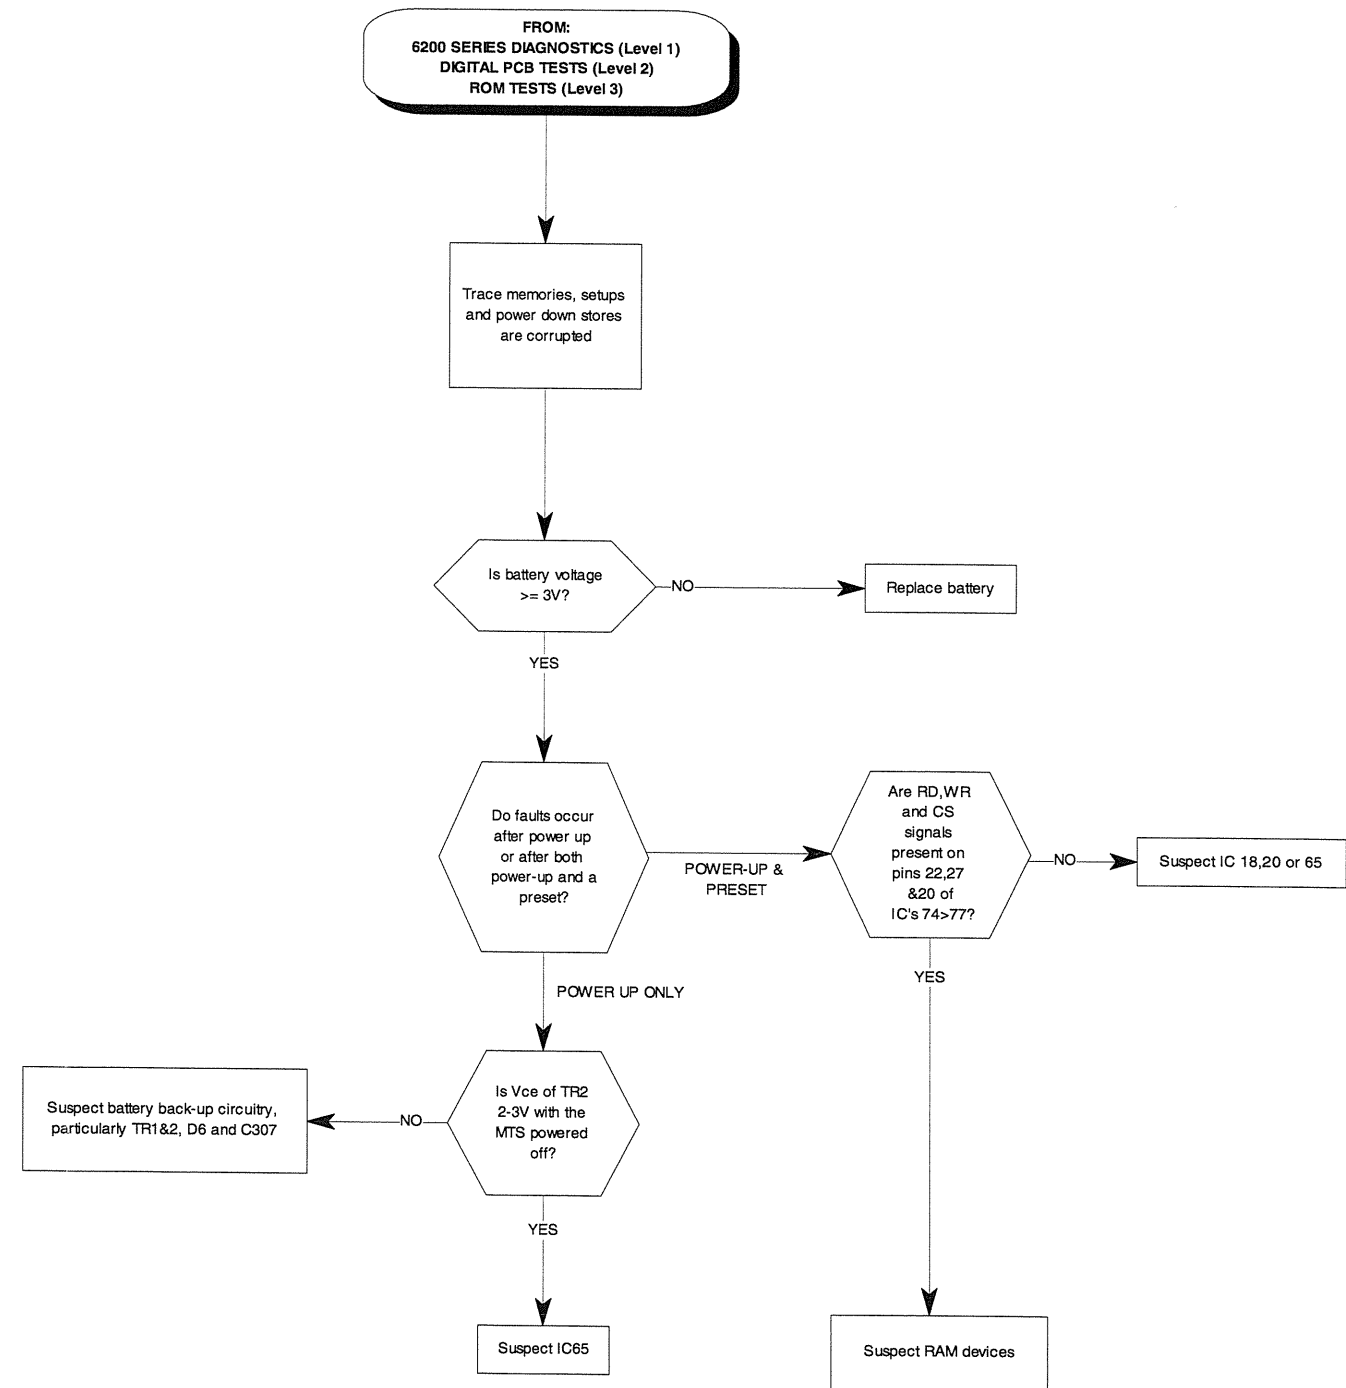 FROM:
6200 SERIES DIAGNOSTICS (Level 1)
DIGITAL PCB TESTS (Level 2)
ROM TESTS (Level 3)
Trace memories, setups
and power down stores
are corrupted
Is battery voltage
>= 3V?
NO
Replace battery
YES
Do faults occur
after power up
or after both
power-up and a
preset?
POWER-UP &
PRESET
Are RD,WR
and CS
signals
present on
pins 22,27
&20 of
IC's 74>77?
NO
Suspect IC 18,20 or 65
YES
POWER UP ONLY
Is Vce of TR2
2-3V with the
MTS powered
off?
NO
Suspect battery back-up circuitry,
particularly TR1&2, D6 and C307
YES
Suspect IC65
Suspect RAM devices